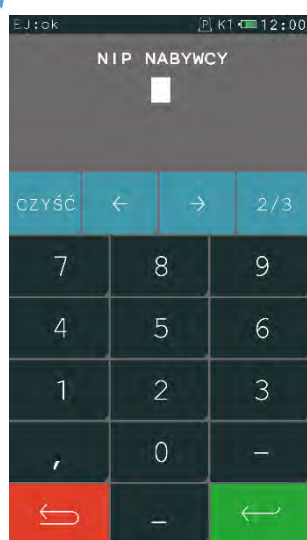 EJ:ok P K1 12:00
NIP NABYWCY
CZYŚĆ ← → 2/3
7 8 9
4 5 6
1 2 3
, 0 –
_